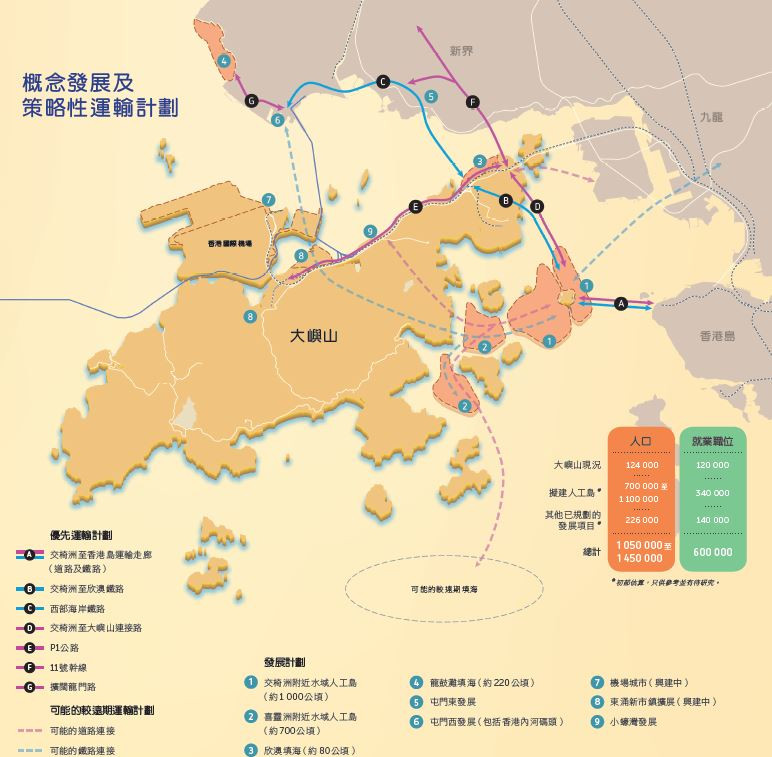 概念發展及
策略性運輸計劃
新界
九龍
香港島
香港國際機場
大嶼山
可能的較遠期填海
4
G
6
C
5
F
3
7
9
E
B
D
8
8
1
A
1
2
2
人口 就業職位
大嶼山現況 124 000 120 000
擬建人工島* 700 000 至 1 100 000 340 000
其他已規劃的
發展項目* 226 000 140 000
總計 1 050 000 至 1 450 000 600 000
*初部估算，只供參考並有待研究。
優先運輸計劃
A 交椅洲至香港島運輸走廊
（道路及鐵路）
B 交椅洲至欣澳鐵路
C 西部海岸鐵路
D 交椅洲至大嶼山連接路
E P1公路
F 11號幹線
G 擴闊龍門路
可能的較遠期運輸計劃
可能的道路連接
可能的鐵路連接
發展計劃
1 交椅洲附近水域人工島
（約1 000公頃）
2 喜靈洲附近水域人工島
（約700公頃）
3 欣澳填海（約 80公頃）
4 龍鼓灘填海（約 220公頃）
5 屯門東發展
6 屯門西發展（包括香港內河碼頭）
7 機場城市（興建中）
8 東涌新市鎮擴展（興建中）
9 小蠔灣發展